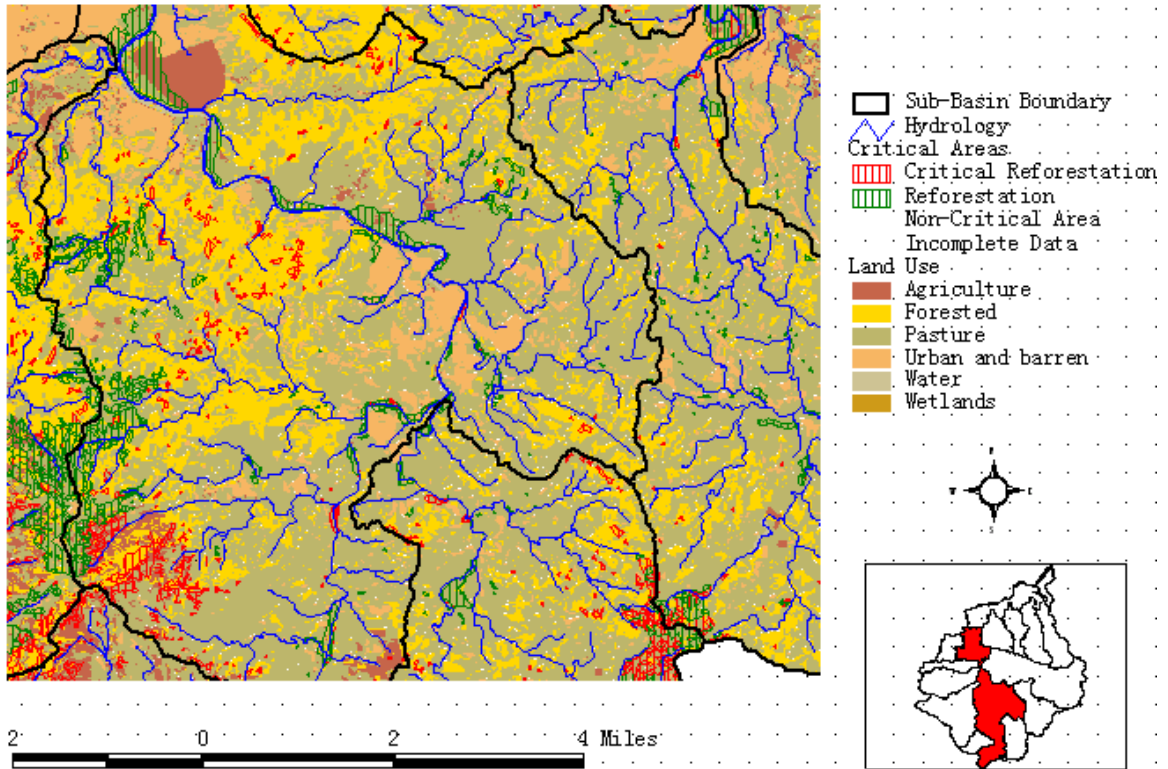 Sub-Basin Boundary
Hydrology
Critical Areas
Critical Reforestation
Reforestation
Non-Critical Area
Incomplete Data
Land Use
Agriculture
Forested
Pasture
Urban and barren
Water
Wetlands
W
S
2 0 2 4 Miles